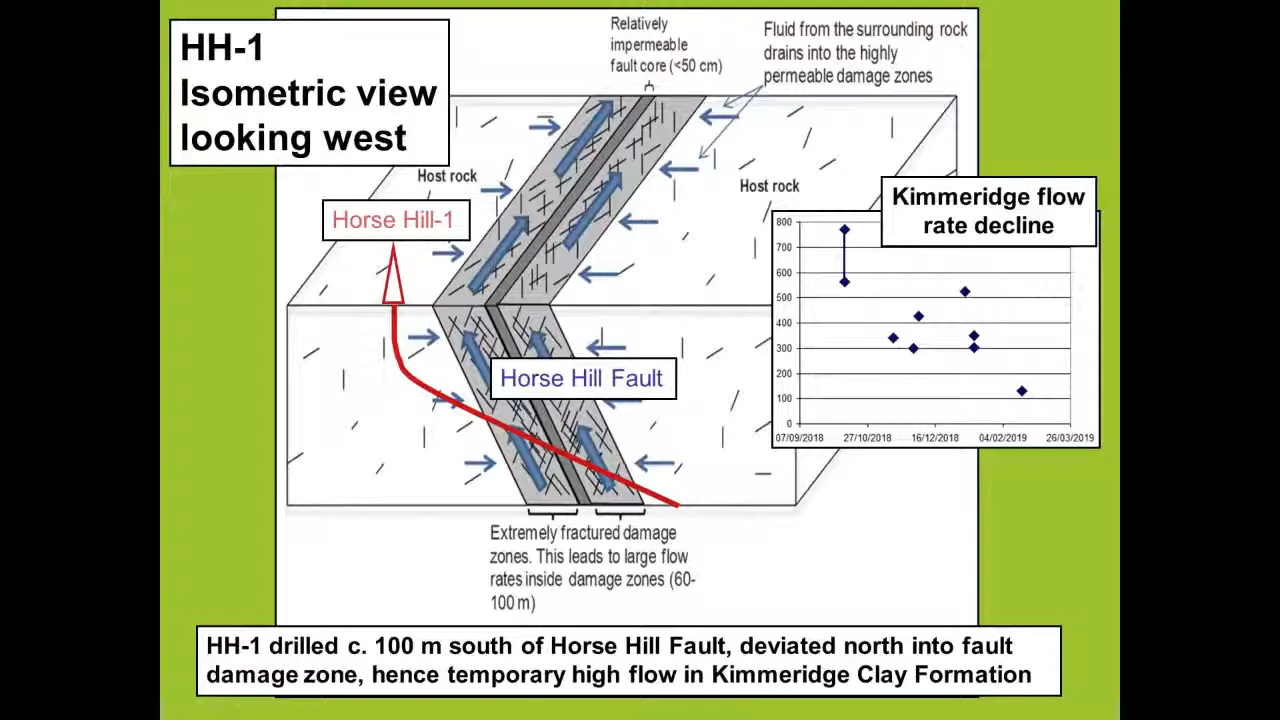 HH-1
Isometric view
looking west
Relatively
impermeable
fault core (<50 cm)
Fluid from the surrounding rock
drains into the highly
permeable damage zones
Host rock
Host rock
Horse Hill-1
Kimmeridge flow
rate decline
800
700
600
500
400
300
200
100
0
07/09/2018 27/10/2018 16/12/2018 04/02/2019 26/03/2019
Horse Hill Fault
Extremely fractured damage
zones. This leads to large flow
rates inside damage zones (60-
100 m)
HH-1 drilled c. 100 m south of Horse Hill Fault, deviated north into fault
damage zone, hence temporary high flow in Kimmeridge Clay Formation